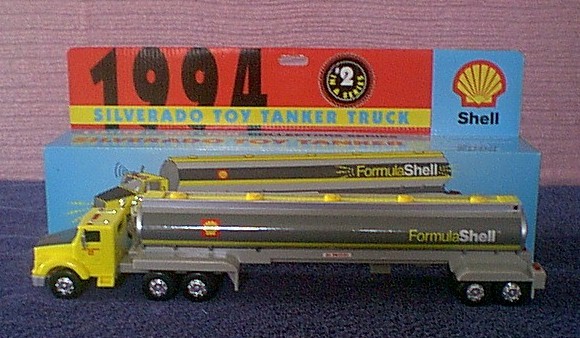 1994
#2
IN A SERIES
SILVERADO TOY TANKER TRUCK
Shell
SILVERADO TOY TANKER
FormulaShell
FormulaShell